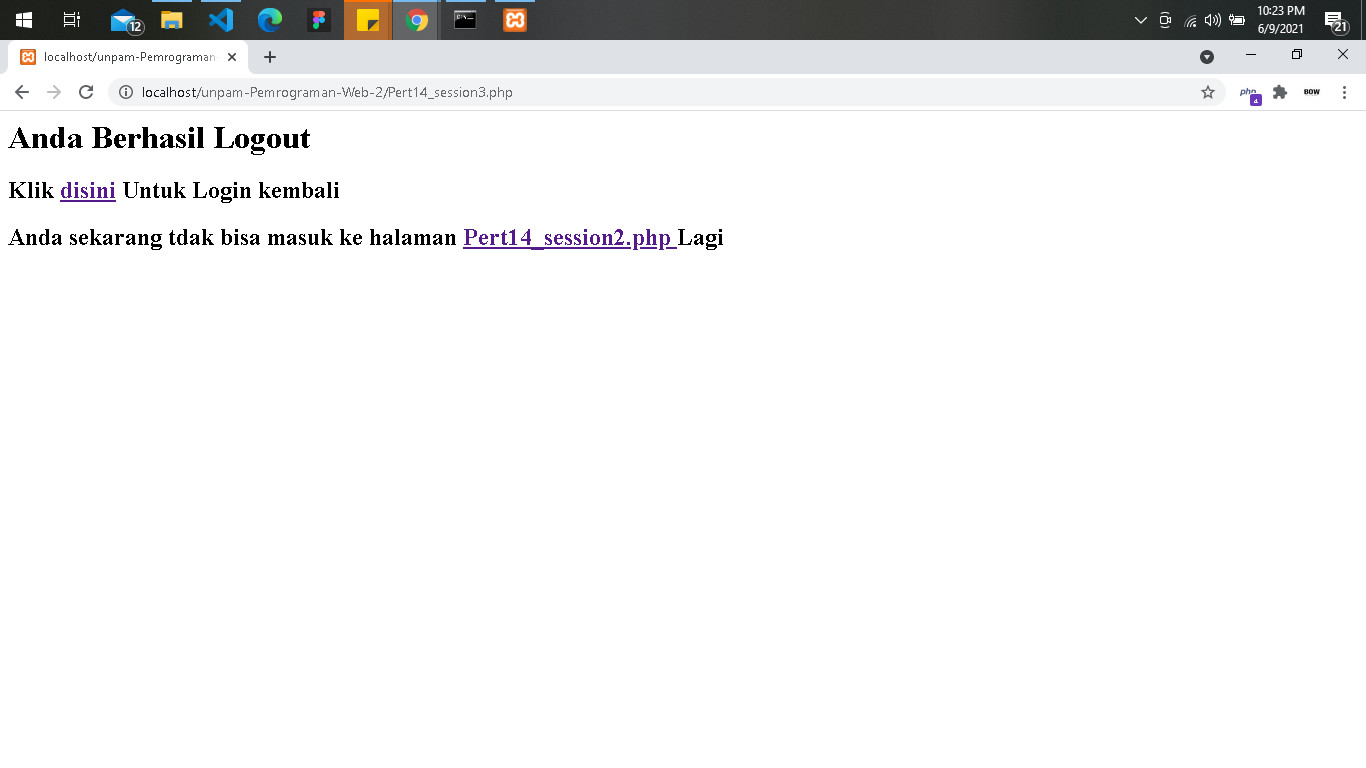 12
10:23 PM
6/9/2021
21
localhost/unpam-Pemrograman
localhost/unpam-Pemrograman-Web-2/Pert14_session3.php
php
4
BOW
Anda Berhasil Logout
Klik disini Untuk Login kembali
Anda sekarang tdak bisa masuk ke halaman Pert14_session2.php Lagi